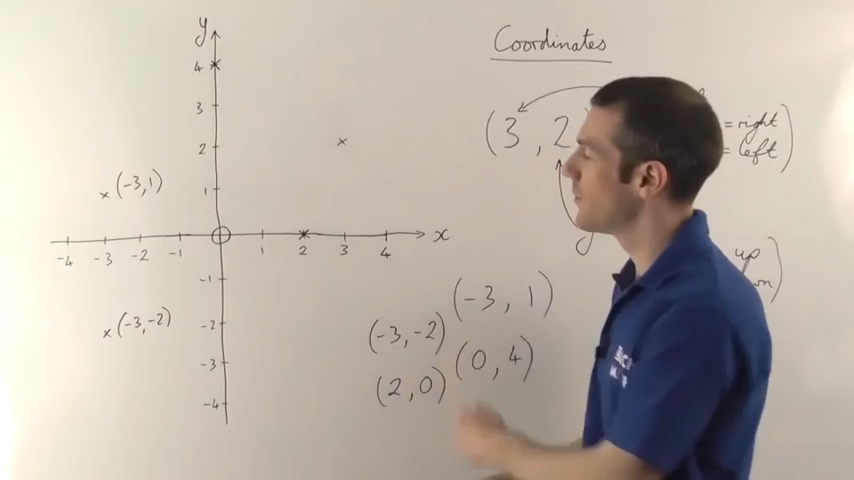 Coordinates
y
4
3
2
1
-4 -3 -2 -1 1 2 3 4 x
-1
-2
-3
-4
(-3,1)
(-3,-2)
(3, 2
= right
= left)
y
up
(-3, 1)
(-3,-2)
(0, 4)
(2,0)